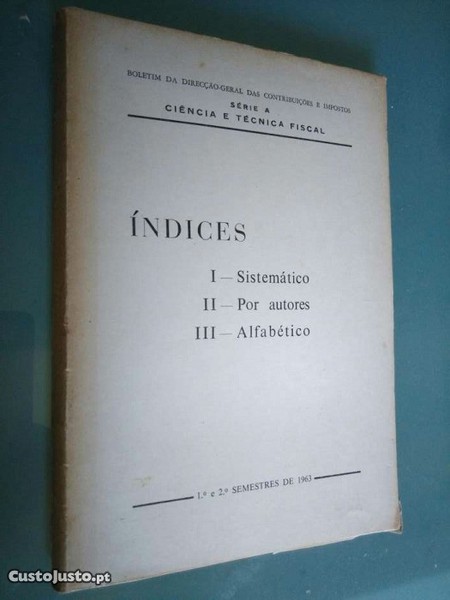 BOLETIM DA DIRECÇÃO-GERAL DAS CONTRIBUIÇÕES E IMPOSTOS
SÉRIE A
CIÊNCIA E TÉCNICA FISCAL
ÍNDICES
I — Sistemático
II — Por autores
III — Alfabético
1.º e 2.º SEMESTRES DE 1963
CustoJusto.pt